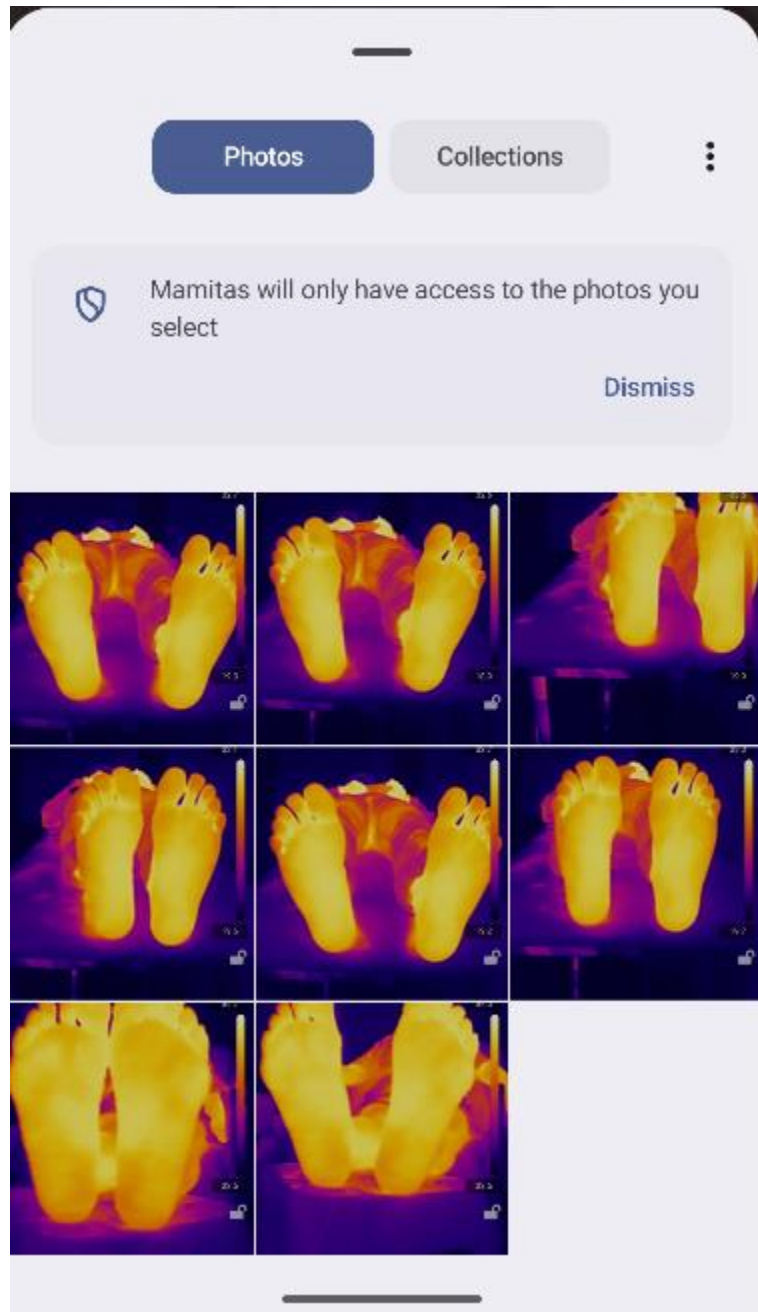 Photos
Collections
Mamitas will only have access to the photos you
select
Dismiss